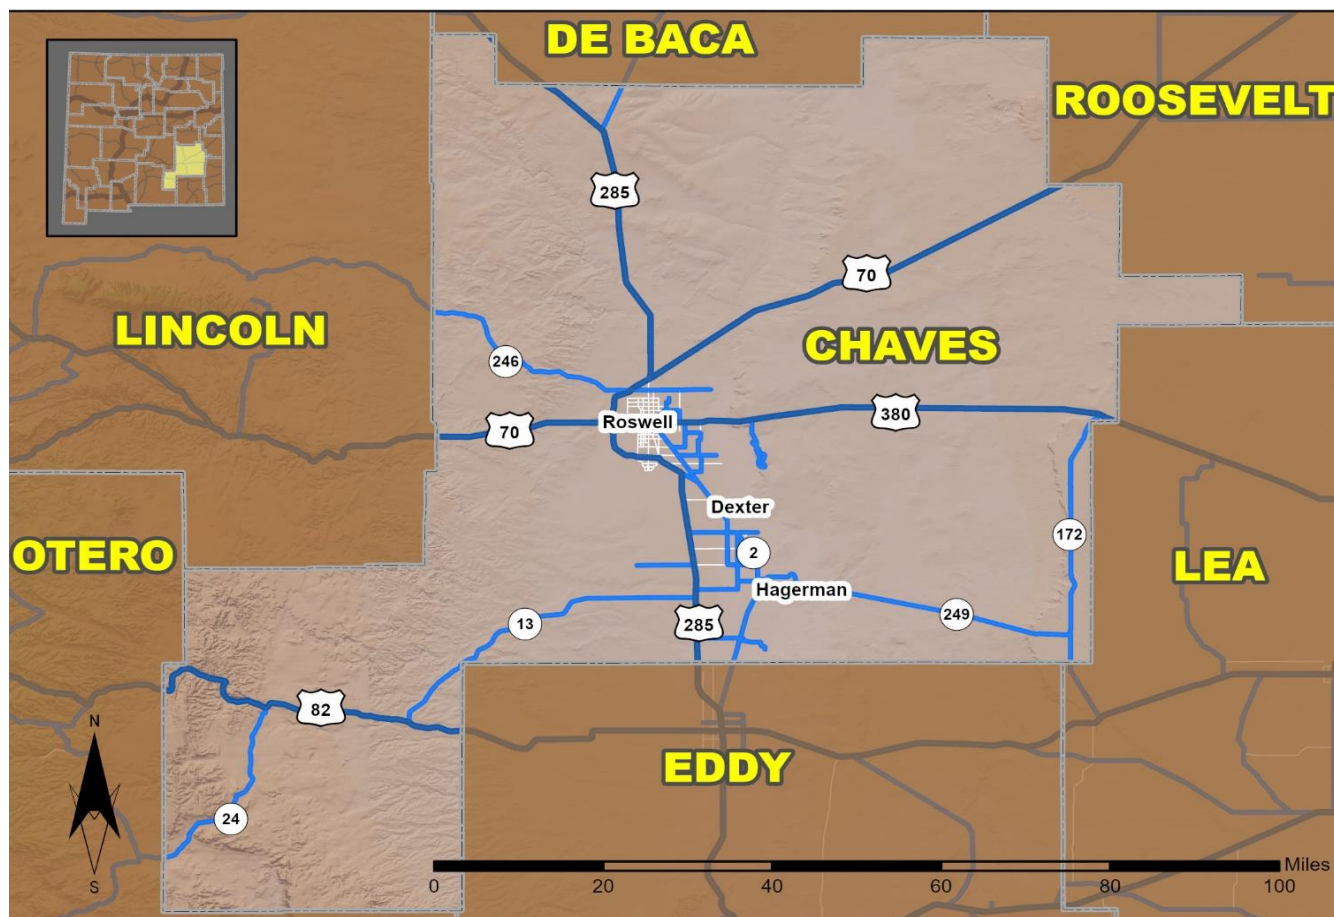 DE BACA
ROOSEVELT
285
70
LINCOLN
CHAVES
246
380
Roswell
70
Dexter
172
OTERO
2
LEA
Hagerman
13
285
249
82
N
EDDY
24
S
Miles
0 20 40 60 80 100